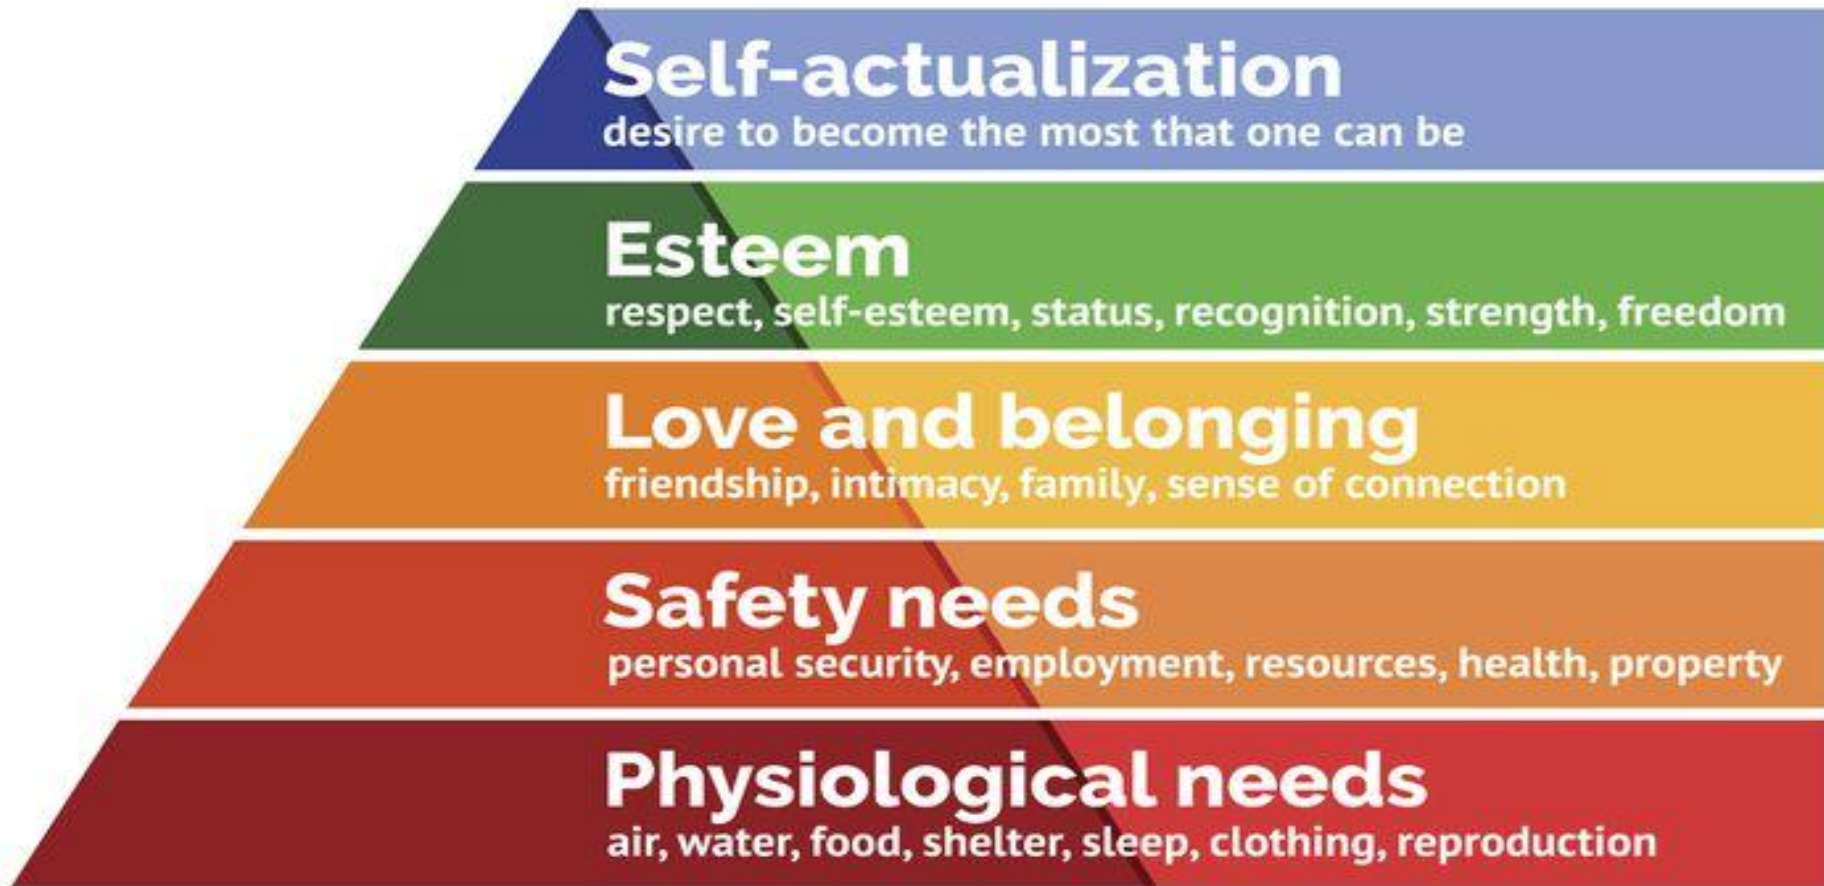 Self-actualization
desire to become the most that one can be
Esteem
respect, self-esteem, status, recognition, strength, freedom
Love and belonging
friendship, intimacy, family, sense of connection
Safety needs
personal security, employment, resources, health, property
Physiological needs
air, water, food, shelter, sleep, clothing, reproduction